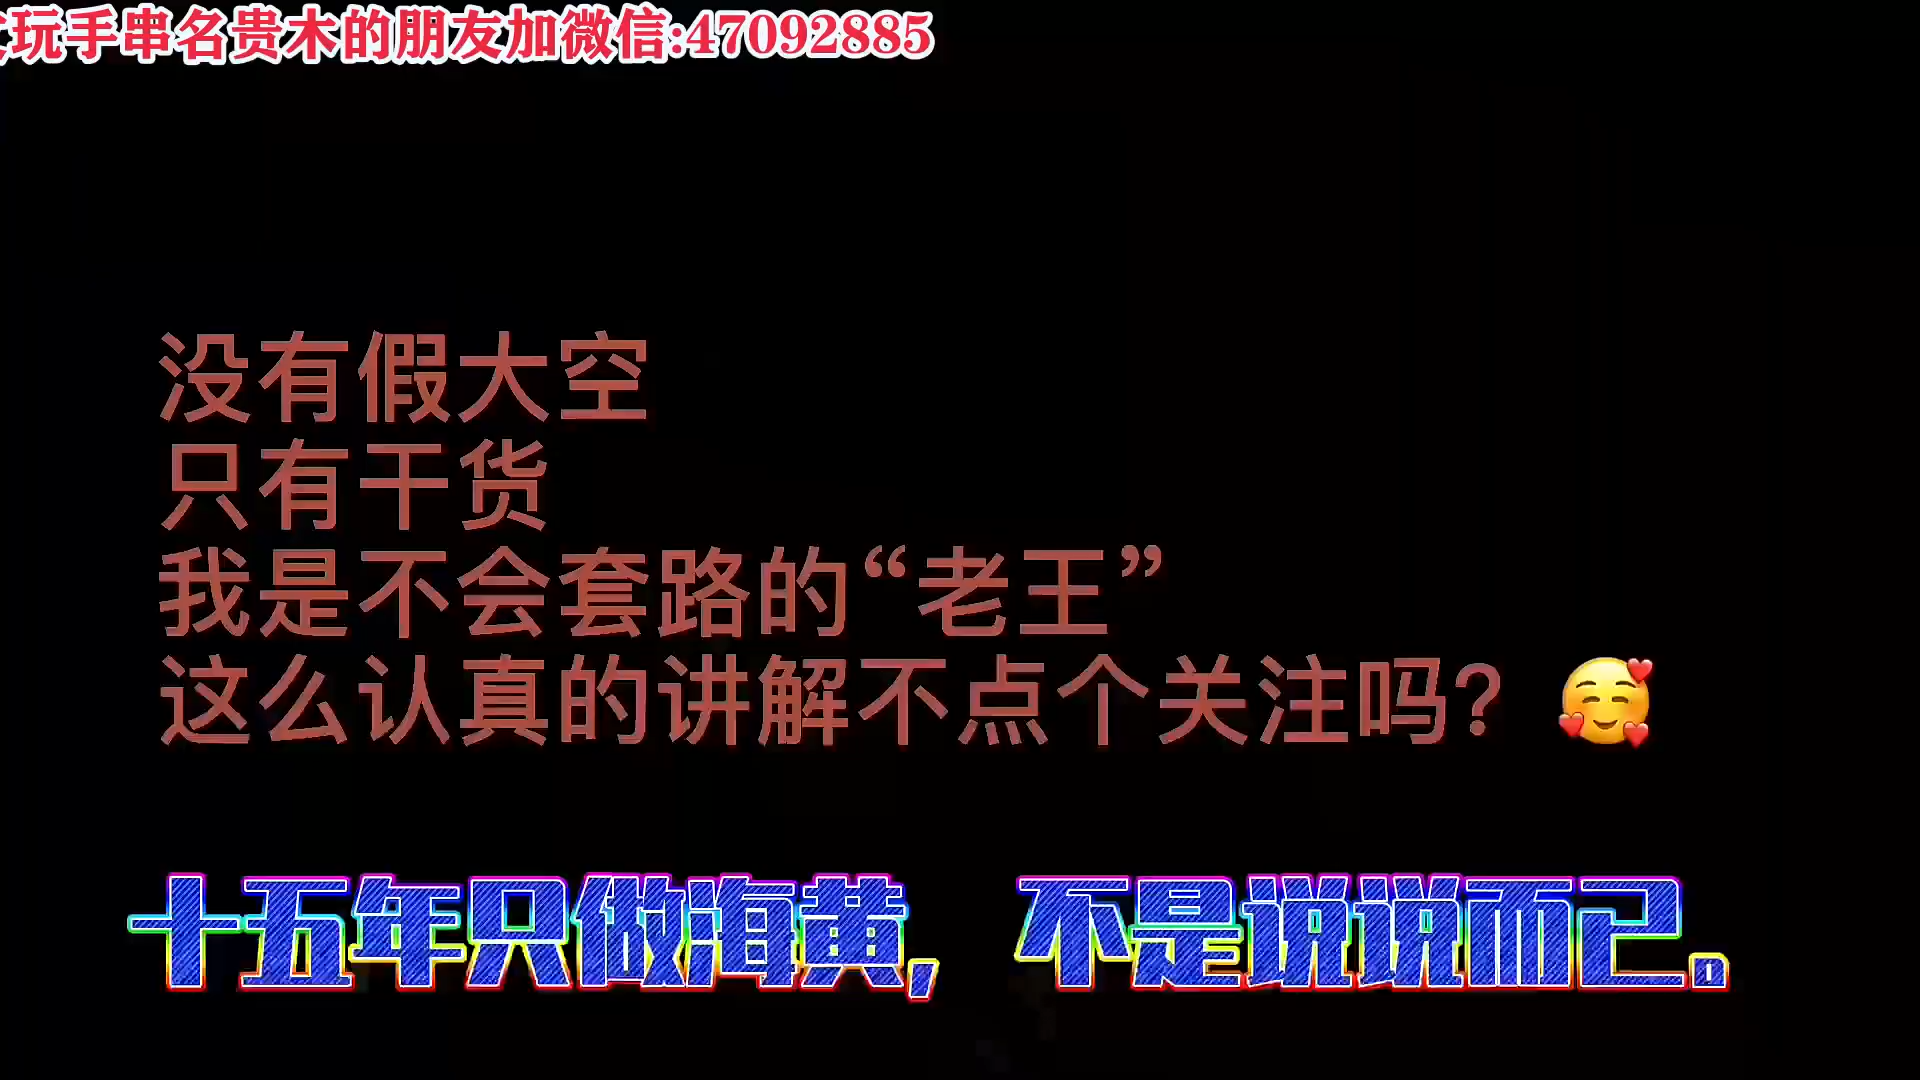 玩手串名贵木的朋友加微信:47092885
没有假大空
只有干货
我是不会套路的“老王”
这么认真的讲解不点个关注吗？🥰
十五年只做海黄，不是说说而已。